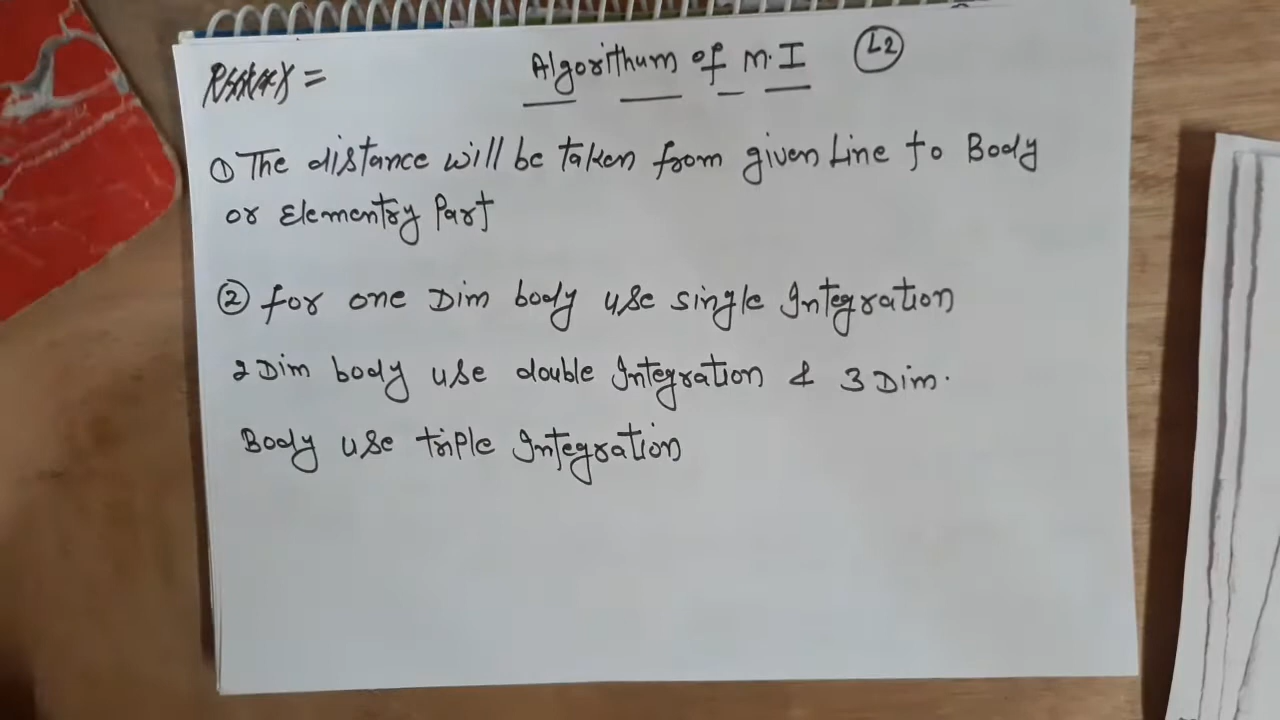 Algorithum of M.I L2
① The distance will be taken from given Line to Body
or Elementry Part
② for one Dim body use single Integration
2 Dim body use double Integration & 3 Dim.
Body use triple Integration